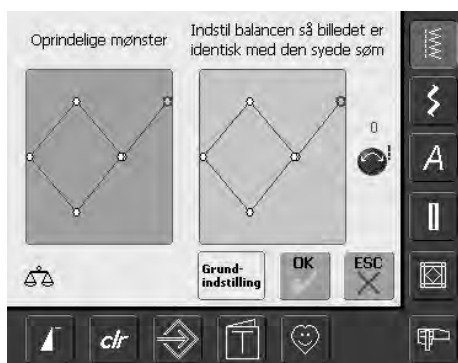 Oprindelige mønster
Indstil balancen så billedet er
identisk med den syede søm
0
A
Grund-
indstilling
OK
ESC
clr
T